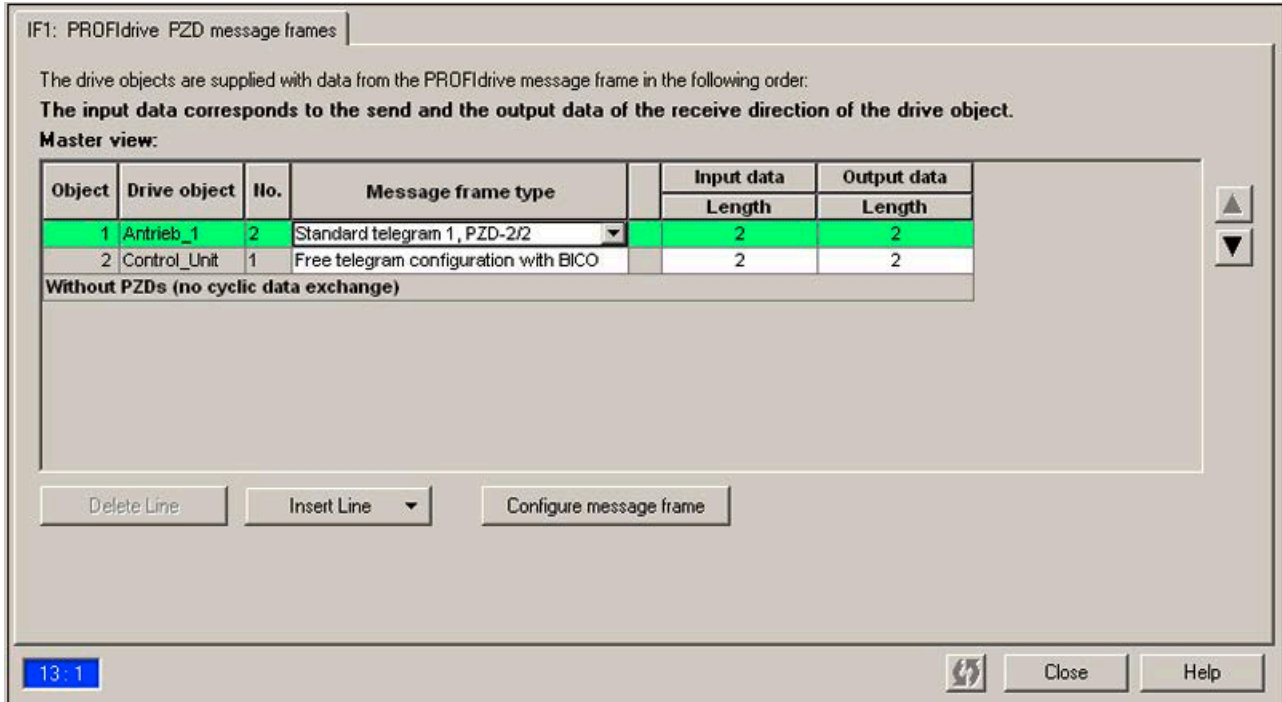 IF1: PROFIdrive PZD message frames
The drive objects are supplied with data from the PROFIdrive message frame in the following order:
The input data corresponds to the send and the output data of the receive direction of the drive object.
Master view:
Object Drive object No. Message frame type Input data Output data
Length Length
1 Antrieb_1 2 Standard telegram 1, PZD-2/2 2 2
2 Control_Unit 1 Free telegram configuration with BICO 2 2
Without PZDs (no cyclic data exchange)
Delete Line Insert Line Configure message frame
13 : 1 Close Help